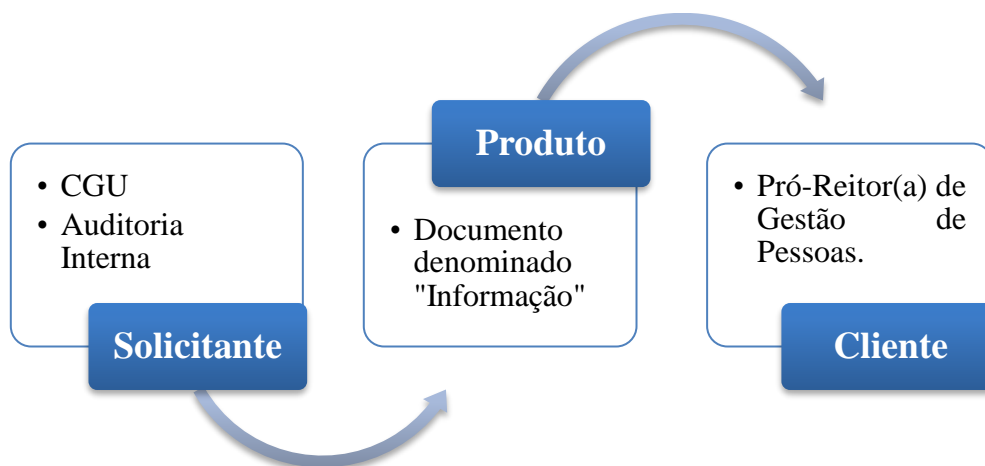 • CGU
• Auditoria
Interna
Solicitante
Produto
• Documento
denominado
"Informação"
• Pró-Reitor(a) de
Gestão de
Pessoas.
Cliente